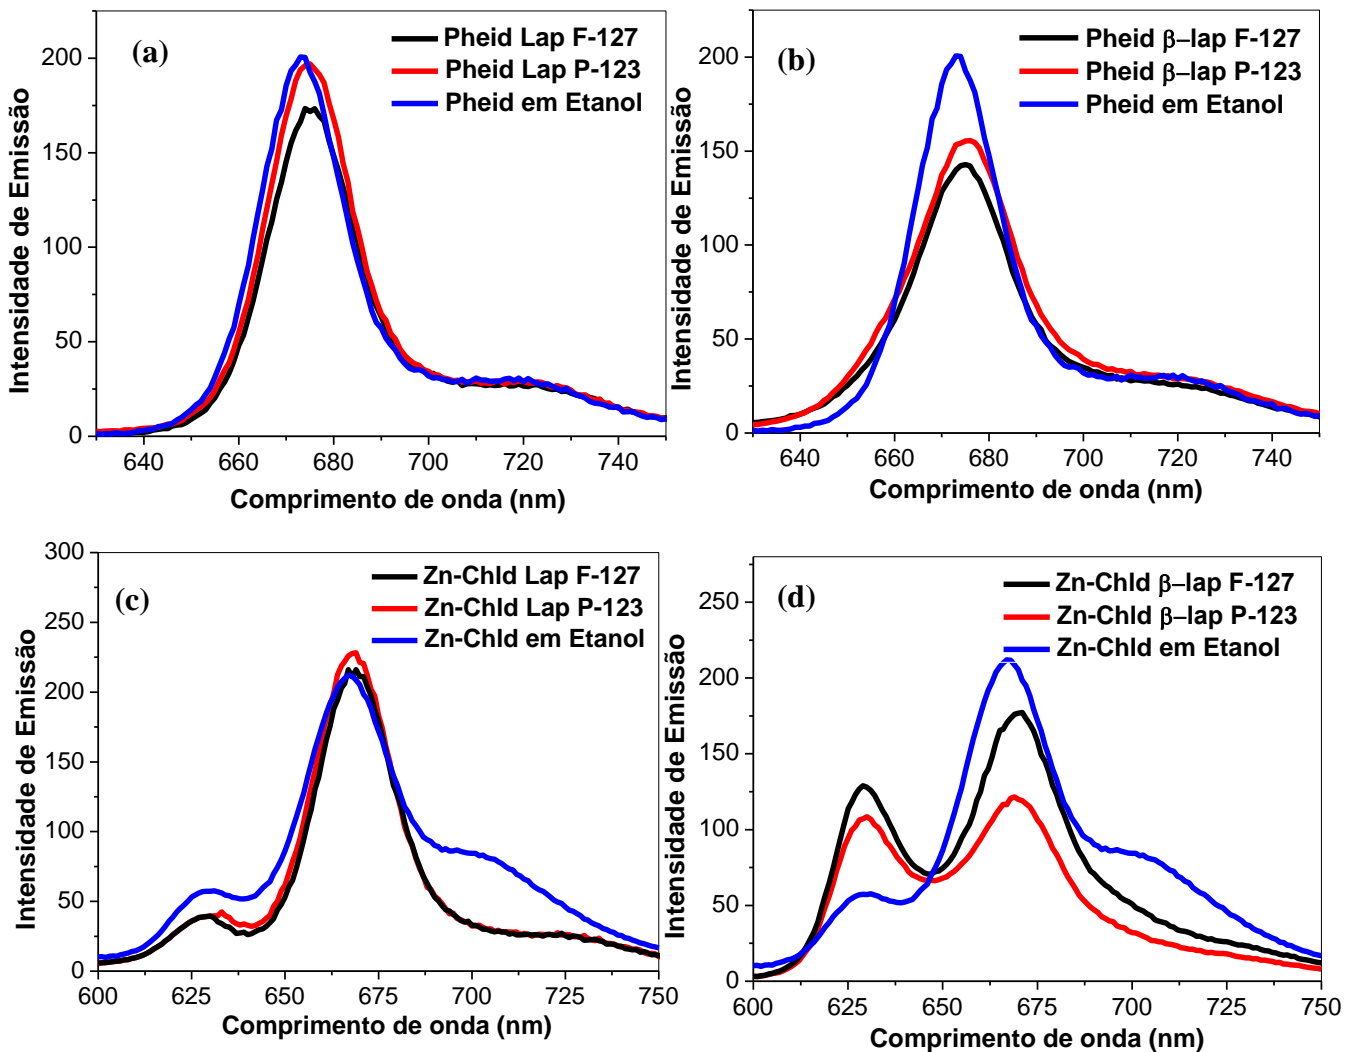 (a)
Pheid Lap F-127
Pheid Lap P-123
Pheid em Etanol
Intensidade de Emissão
200
150
100
50
0
640 660 680 700 720 740
Comprimento de onda (nm)
(b)
Pheid β–lap F-127
Pheid β–lap P-123
Pheid em Etanol
Intensidade de Emissão
200
150
100
50
0
640 660 680 700 720 740
Comprimento de onda (nm)
(c)
Zn-Chld Lap F-127
Zn-Chld Lap P-123
Zn-Chld em Etanol
Intensidade de Emissão
300
250
200
150
100
50
0
600 625 650 675 700 725 750
Comprimento de onda (nm)
(d)
Zn-Chld β–lap F-127
Zn-Chld β–lap P-123
Zn-Chld em Etanol
Intensidade de Emissão
250
200
150
100
50
0
600 625 650 675 700 725 750
Comprimento de onda (nm)